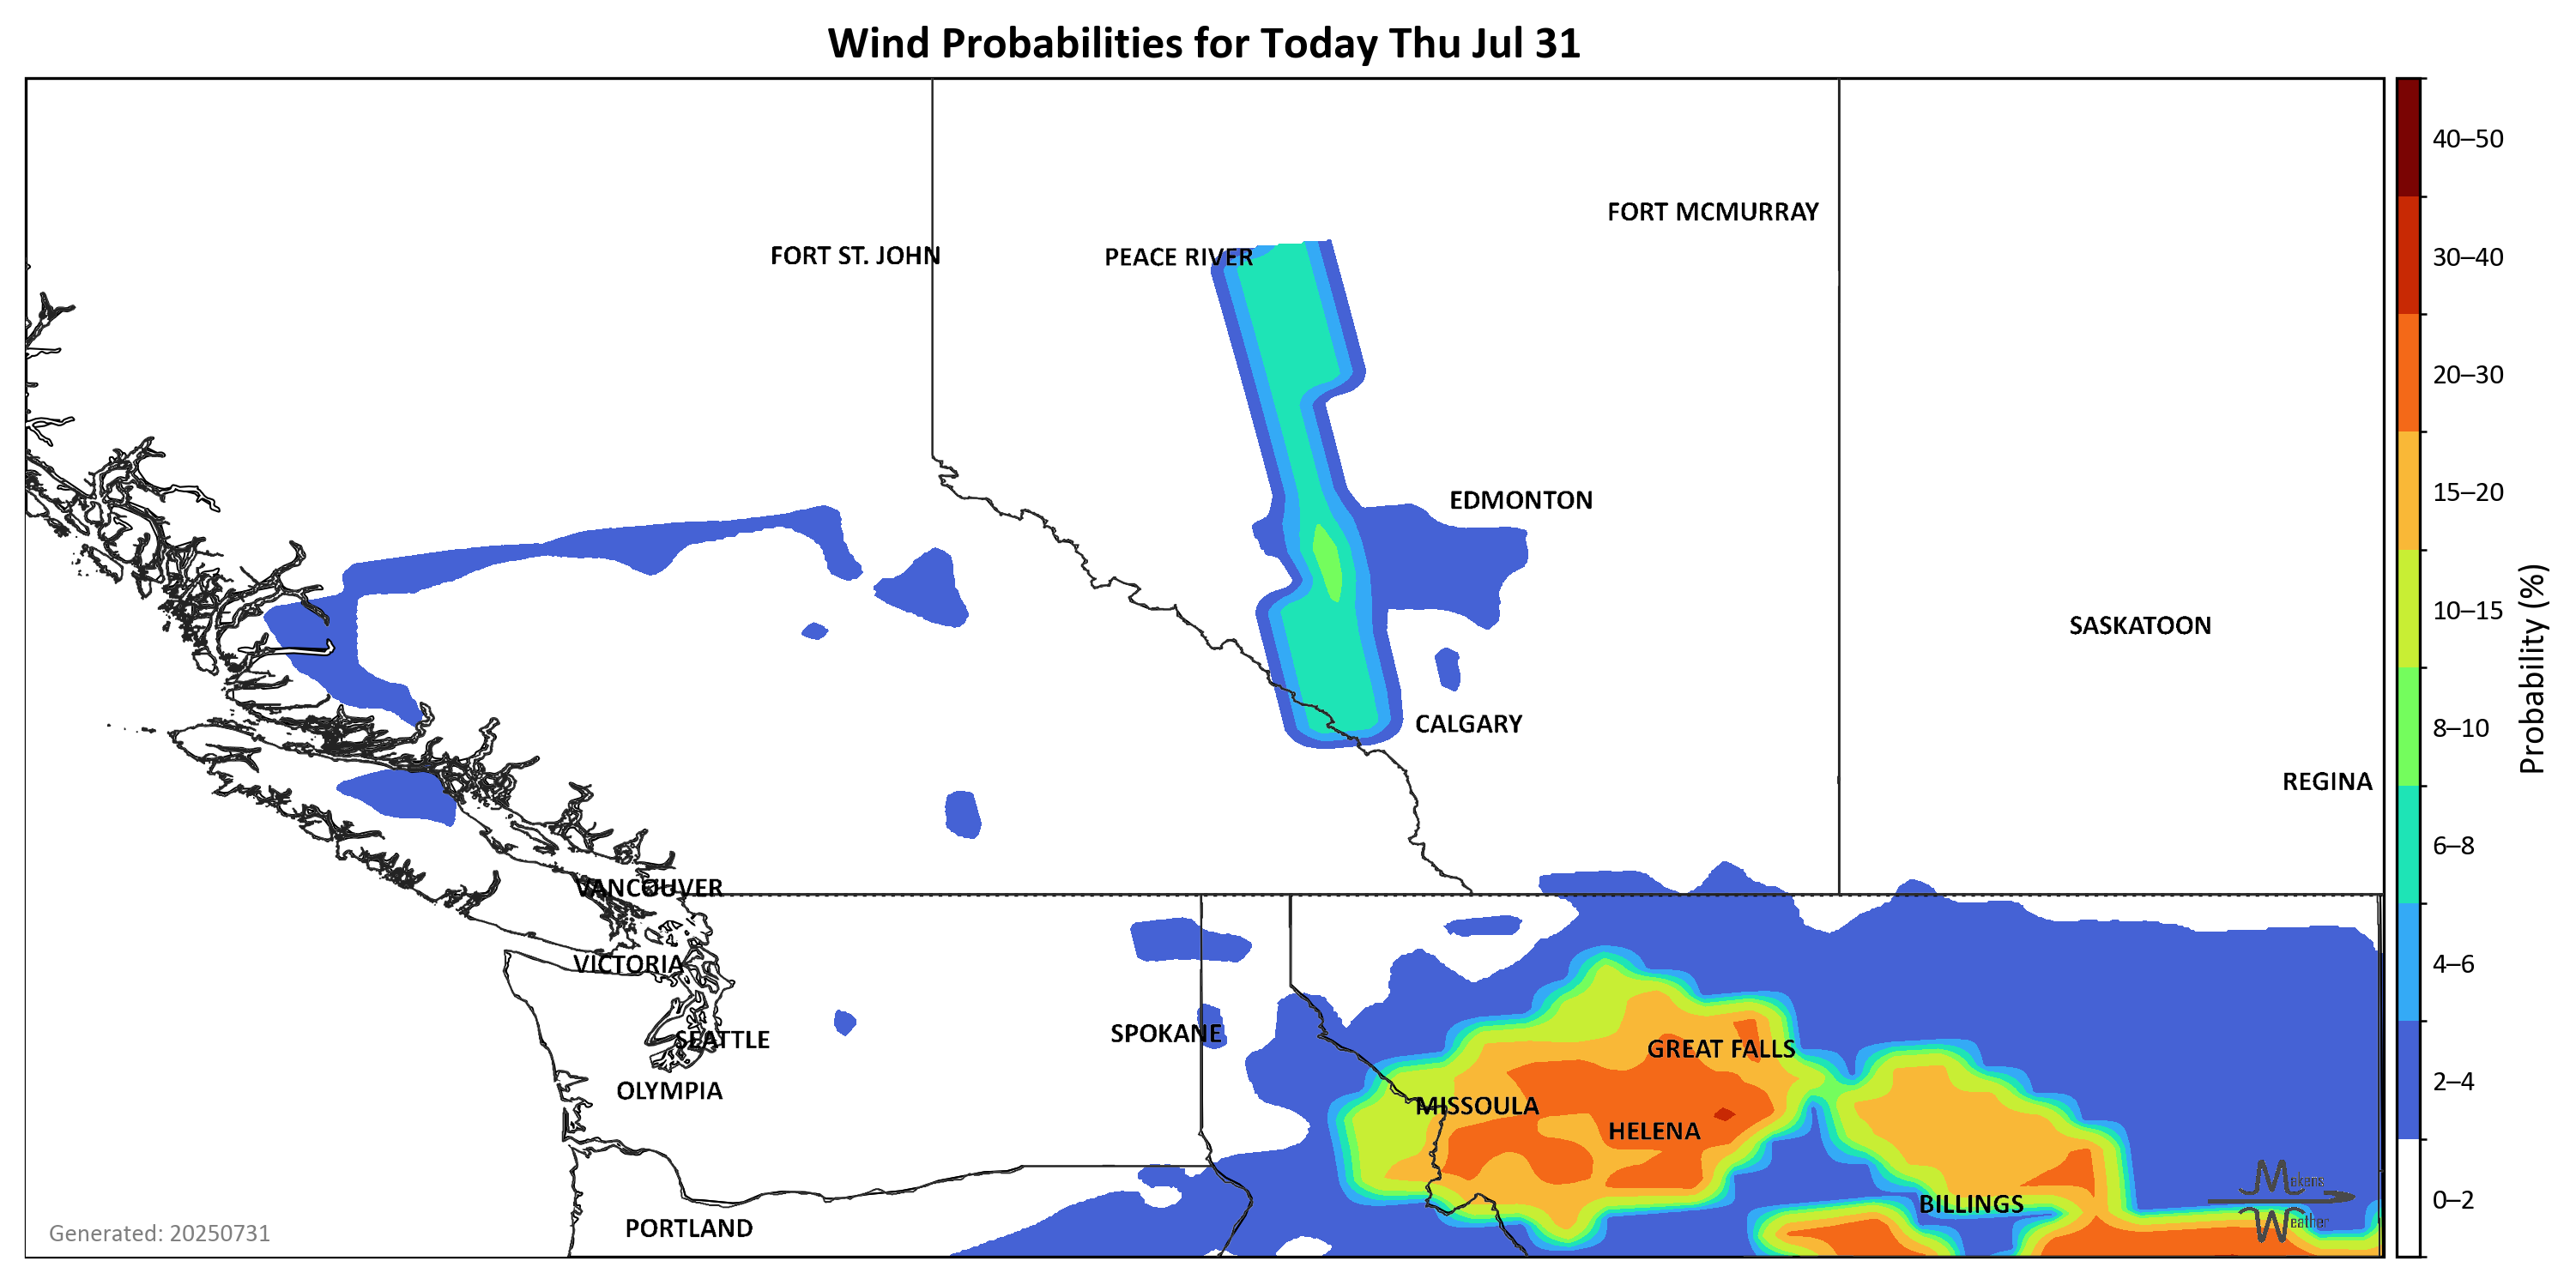 Wind Probabilities for Today Thu Jul 31
40–50
FORT MCMURRAY
FORT ST. JOHN
PEACE RIVER
30–40
20–30
EDMONTON
15–20
10–15
SASKATOON
Probability (%)
CALGARY
8–10
REGINA
6–8
VANCOUVER
VICTORIA
4–6
SEATTLE
SPOKANE
GREAT FALLS
OLYMPIA
2–4
MISSOULA
HELENA
Mokens
Weather
BILLINGS
0–2
PORTLAND
Generated: 20250731